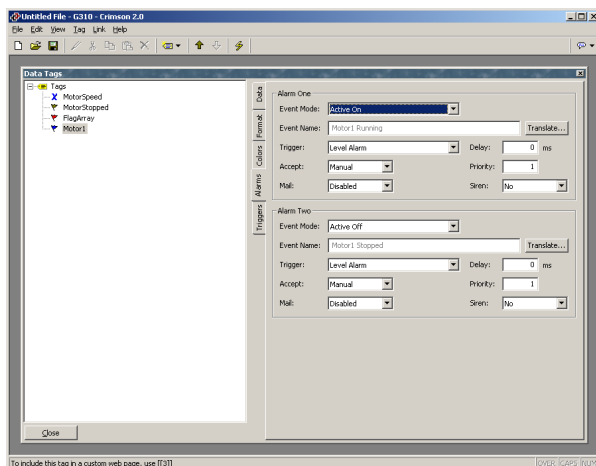 Untitled File - G310 - Crimson 2.0
File Edit View Tag Link Help
Data Tags
Tags
MotorSpeed
MotorStopped
FlagArray
Motor1
Data
Format
Colors
Alarms
Triggers
Alarm One
Event Mode: Active On
Event Name: Motor1 Running Translate...
Trigger: Level Alarm Delay: 0 ms
Accept: Manual Priority: 1
Mail: Disabled Siren: No
Alarm Two
Event Mode: Active Off
Event Name: Motor1 Stopped Translate...
Trigger: Level Alarm Delay: 0 ms
Accept: Manual Priority: 1
Mail: Disabled Siren: No
Close
To include this tag in a custom web page, use [[3]] OVER CAPS NUM